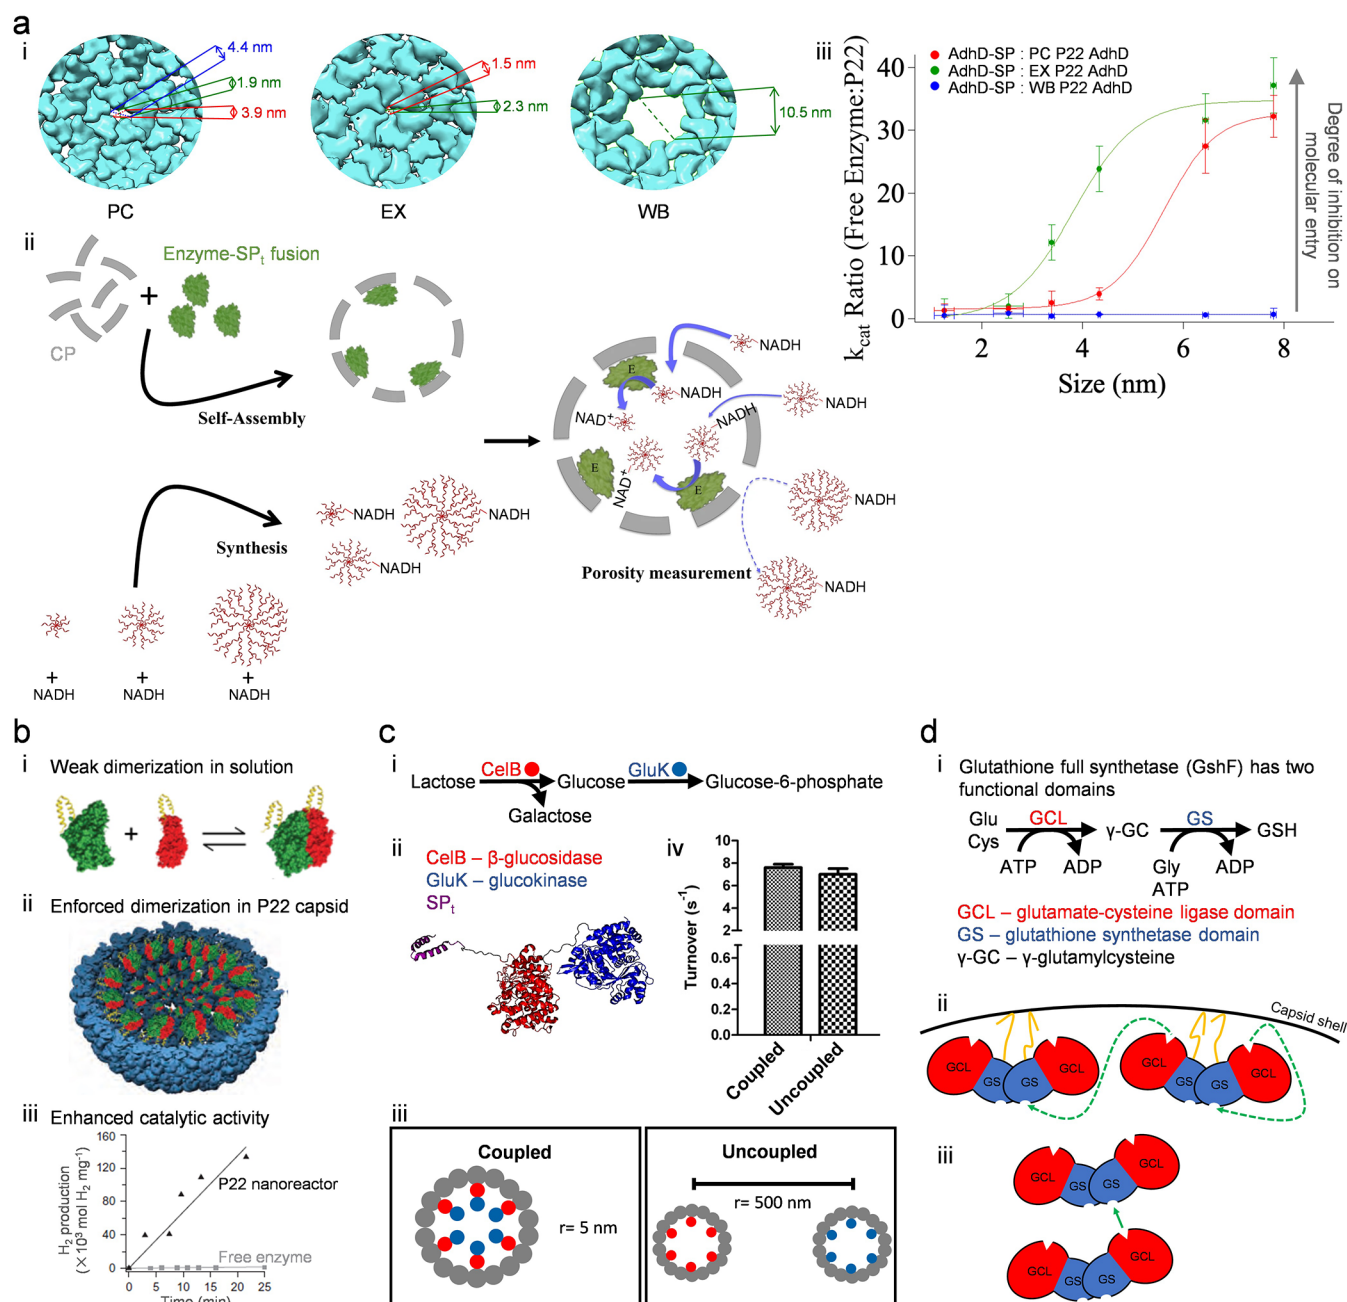 a
i
4.4 nm
1.9 nm
3.9 nm
PC
1.5 nm
2.3 nm
EX
10.5 nm
WB
ii
CP
+
Enzyme-SPt fusion
Self-Assembly
Synthesis
NADH
NADH
NADH
+
NADH
+
NADH
+
NADH
E
E
E
NADH
NADH
NAD+
NADH
NADH
NAD+
NADH
NADH
Porosity measurement
iii
AdhD-SP : PC P22 AdhD
AdhD-SP : EX P22 AdhD
AdhD-SP : WB P22 AdhD
kcat Ratio (Free Enzyme:P22)
40
30
20
10
0
2 4 6 8
Size (nm)
Degree of inhibition on
molecular entry
b
i Weak dimerization in solution
+
ii Enforced dimerization in P22 capsid
iii Enhanced catalytic activity
H2 production
(×10³ mol H2 mg⁻¹)
160
120
80
40
0
P22 nanoreactor
Free enzyme
0 5 10 15 20 25
Time (min)
c
i
Lactose CelB Glucose GluK Glucose-6-phosphate
Galactose
ii
CelB – β-glucosidase
GluK – glucokinase
SPt
iv
Turnover (s⁻¹)
10
8
6
4
2
0.6
0.4
0.2
0.0
Coupled
Uncoupled
iii
Coupled
r= 5 nm
Uncoupled
r= 500 nm
d
i Glutathione full synthetase (GshF) has two
functional domains
Glu
Cys
GCL
γ-GC
GS
GSH
ATP
ADP
Gly
ATP
ADP
GCL – glutamate-cysteine ligase domain
GS – glutathione synthetase domain
γ-GC – γ-glutamylcysteine
ii
Capsid shell
GCL GS GS GCL
GCL GS GS GCL
iii
GCL GS GS GCL
GCL GS GS GCL